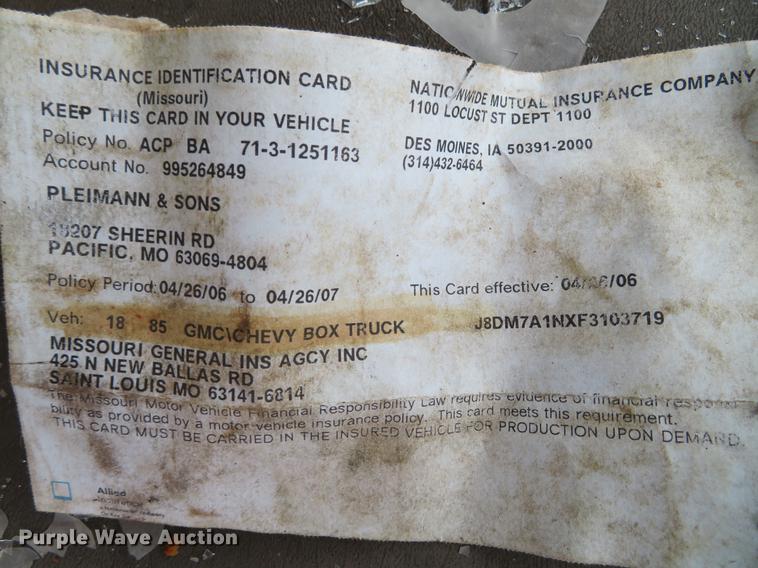 INSURANCE IDENTIFICATION CARD
(Missouri)
KEEP THIS CARD IN YOUR VEHICLE
Policy No. ACP BA 71-3-1251163
Account No. 995264849
NATIONWIDE MUTUAL INSURANCE COMPANY
1100 LOCUST ST DEPT 1100
DES MOINES, IA 50391-2000
(314)432-6464
PLEIMANN & SONS
18207 SHEERIN RD
PACIFIC, MO 63069-4804
Policy Period: 04/26/06 to 04/26/07 This Card effective: 04/26/06
Veh: 18 85 GMC\CHEVY BOX TRUCK J8DM7A1NXF3103719
MISSOURI GENERAL INS AGCY INC
425 N NEW BALLAS RD
SAINT LOUIS MO 63141-6814
The Missouri Motor Vehicle Financial Responsibility Law requires evidence of financial responsi-
bility as provided by a motor vehicle insurance policy. This card meets this requirement.
THIS CARD MUST BE CARRIED IN THE INSURED VEHICLE FOR PRODUCTION UPON DEMAND.
Allied
Insurance
Purple Wave Auction